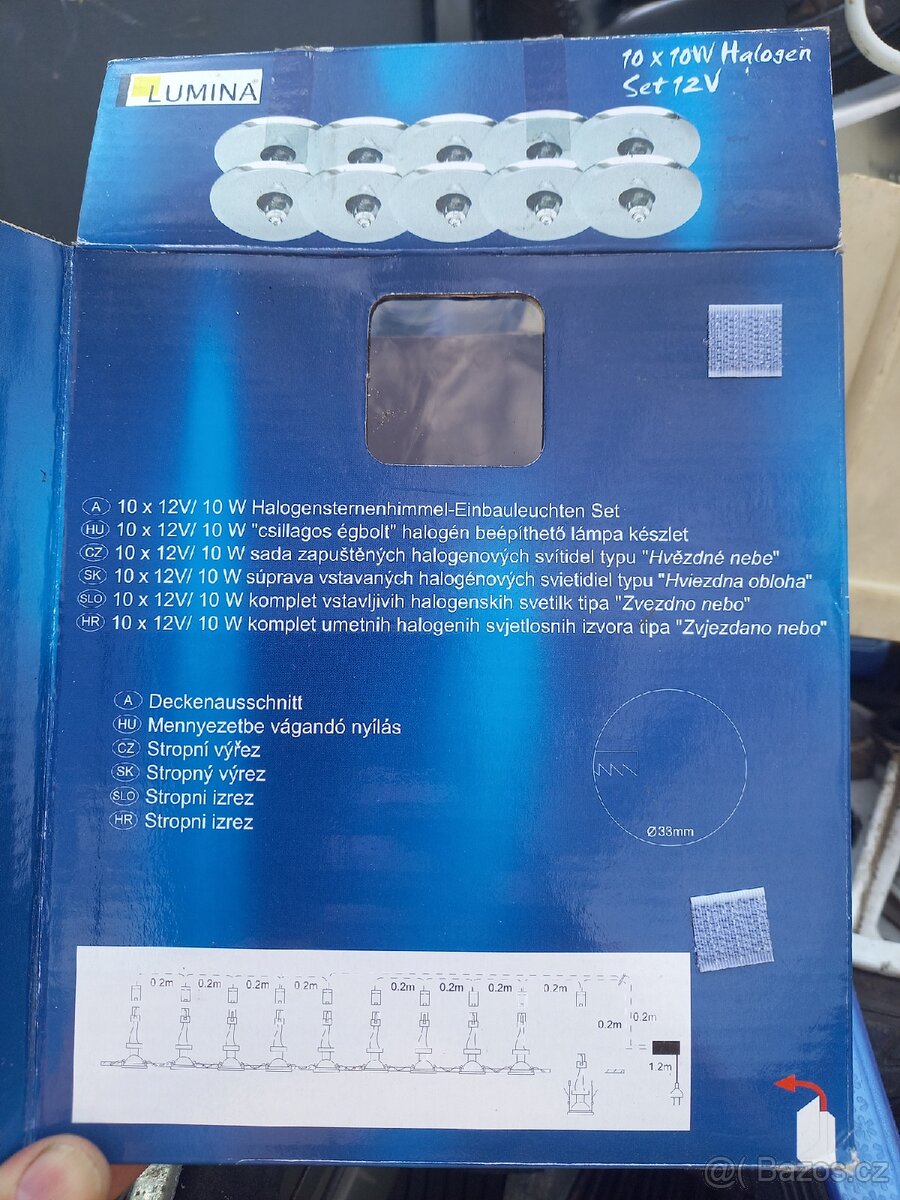 LUMINA
10 x 10W Halogen
Set 12V
A 10 x 12V/ 10 W Halogensternenhimmel-Einbauleuchten Set
HU 10 x 12V/ 10 W "csillagos égbolt" halogén beépíthető lámpa készlet
CZ 10 x 12V/ 10 W sada zapuštěných halogenových svítidel typu "Hvězdné nebe"
SK 10 x 12V/ 10 W súprava vstavaných halogénových svietidiel typu "Hviezdna obloha"
SLO 10 x 12V/ 10 W komplet vstavljivih halogenskih svetilk tipa "Zvezdno nebo"
HR 10 x 12V/ 10 W komplet umetnih halogenih svjetlosnih izvora tipa "Zvjezdano nebo"
A Deckenausschnitt
HU Mennyezetbe vágandó nyílás
CZ Stropní výřez
SK Stropný výrez
SLO Stropni izrez
HR Stropni izrez
Ø33mm
0.2m 0.2m 0.2m 0.2m 0.2m 0.2m 0.2m 0.2m
0.2m 0.2m
1.2m
@( Bazos.cz